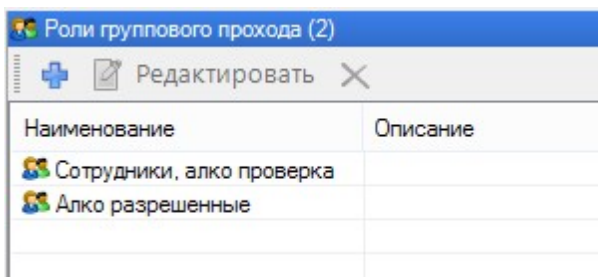 Роли группового прохода (2)
Редактировать
Наименование Описание
Сотрудники, алко проверка
Алко разрешенные